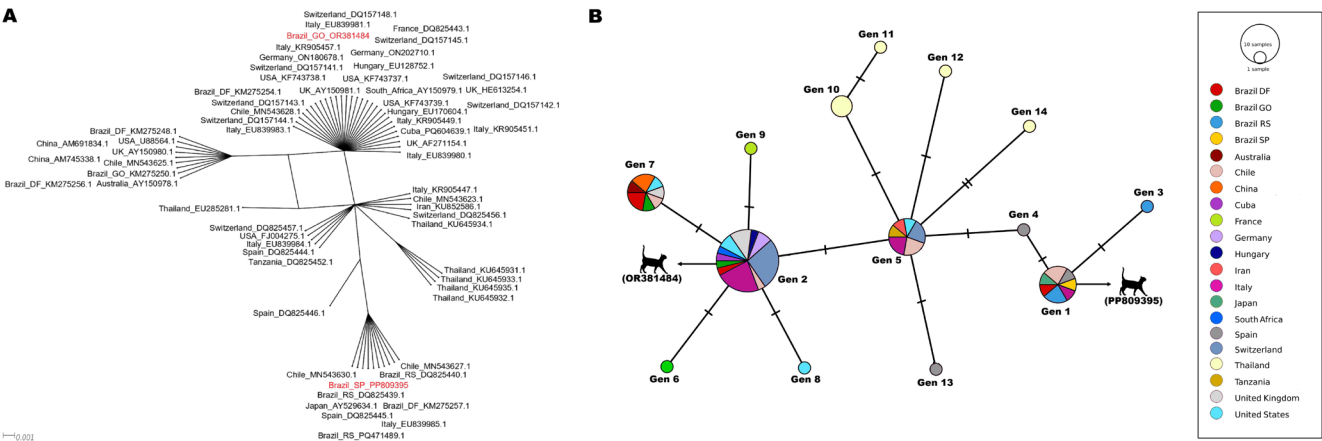 A
Switzerland_DQ157148.1
Italy_EU839981.1
France_DQ825443.1
Brazil_GO_OR381484
Switzerland_DQ157145.1
Italy_KR905457.1
Germany_ON202710.1
Germany_ON180678.1
Hungary_EU128752.1
Switzerland_DQ157141.1
USA_KF743738.1
USA_KF743737.1
Switzerland_DQ157146.1
Brazil_DF_KM275254.1
UK_AY150981.1
South_Africa_AY150979.1
UK_HE613254.1
Switzerland_DQ157143.1
USA_KF743739.1
Switzerland_DQ157142.1
Chile_MN543628.1
Hungary_EU170604.1
Switzerland_DQ157144.1
Italy_KR905449.1
Italy_EU839983.1
Cuba_PQ604639.1
Italy_KR905451.1
UK_AF271154.1
Italy_EU839980.1
Brazil_DF_KM275248.1
China_AM691834.1
USA_U88564.1
UK_AY150980.1
China_AM745338.1
Chile_MN543625.1
Brazil_GO_KM275250.1
Brazil_DF_KM275256.1
Australia_AY150978.1
Thailand_EU285281.1
Italy_KR905447.1
Chile_MN543623.1
Iran_KU852586.1
Switzerland_DQ825456.1
Thailand_KU645934.1
Switzerland_DQ825457.1
USA_FJ004275.1
Italy_EU839984.1
Spain_DQ825444.1
Tanzania_DQ825452.1
Thailand_KU645931.1
Thailand_KU645933.1
Thailand_KU645935.1
Thailand_KU645932.1
Spain_DQ825446.1
Chile_MN543627.1
Chile_MN543630.1
Brazil_RS_DQ825440.1
Brazil_SP_PP809395
Brazil_RS_DQ825439.1
Japan_AY529634.1
Brazil_DF_KM275257.1
Spain_DQ825445.1
Italy_EU839985.1
Brazil_RS_PQ471489.1
0.001
B
Gen 11
Gen 12
Gen 10
Gen 14
Gen 9
Gen 7
Gen 3
Gen 4
Gen 5
Gen 2
(OR381484)
Gen 1
(PP809395)
Gen 6
Gen 8
Gen 13
10 samples
1 sample
Brazil DF
Brazil GO
Brazil RS
Brazil SP
Australia
Chile
China
Cuba
France
Germany
Hungary
Iran
Italy
Japan
South Africa
Spain
Switzerland
Thailand
Tanzania
United Kingdom
United States